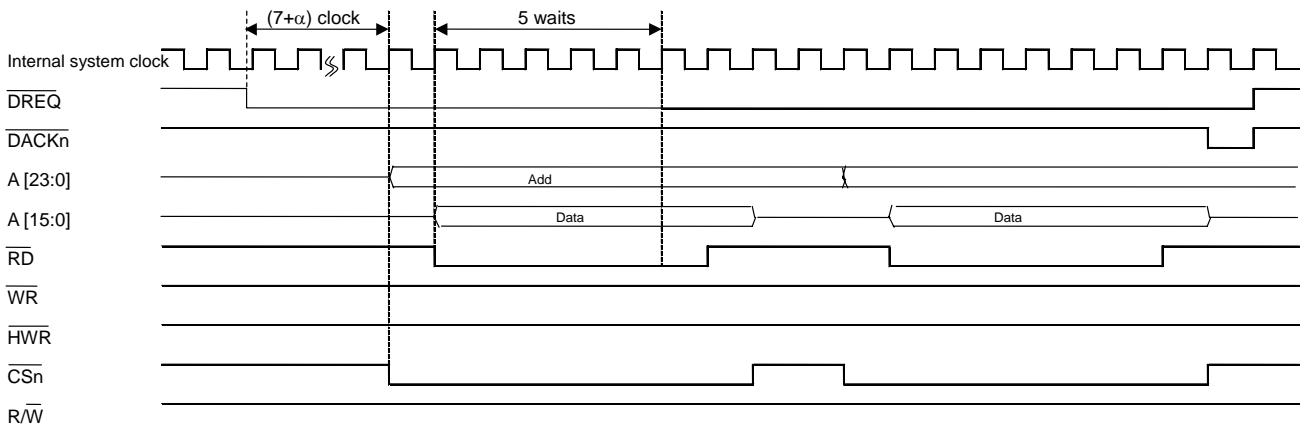 (7+α) clock
5 waits
Internal system clock
DREQ
DACKn
A [23:0]
Add
A [15:0]
Data
Data
RD
WR
HWR
CSn
R/W